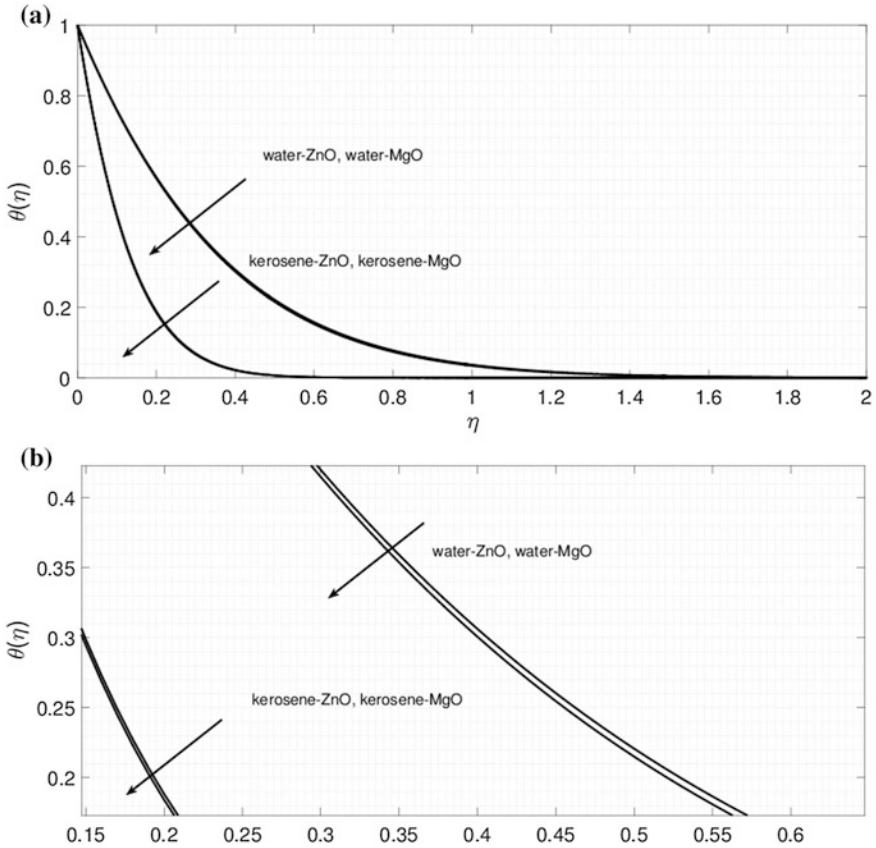 (a)
1
0.8
0.6
0.4
0.2
0
θ(η)
water-ZnO, water-MgO
kerosene-ZnO, kerosene-MgO
0 0.2 0.4 0.6 0.8 1 1.2 1.4 1.6 1.8 2
η
(b)
0.4
0.35
0.3
0.25
0.2
θ(η)
water-ZnO, water-MgO
kerosene-ZnO, kerosene-MgO
0.15 0.2 0.25 0.3 0.35 0.4 0.45 0.5 0.55 0.6